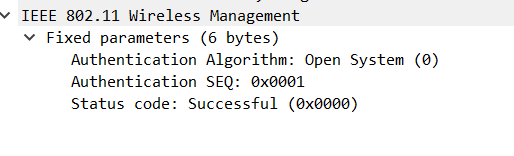 IEEE 802.11 Wireless Management
Fixed parameters (6 bytes)
Authentication Algorithm: Open System (0)
Authentication SEQ: 0x0001
Status code: Successful (0x0000)